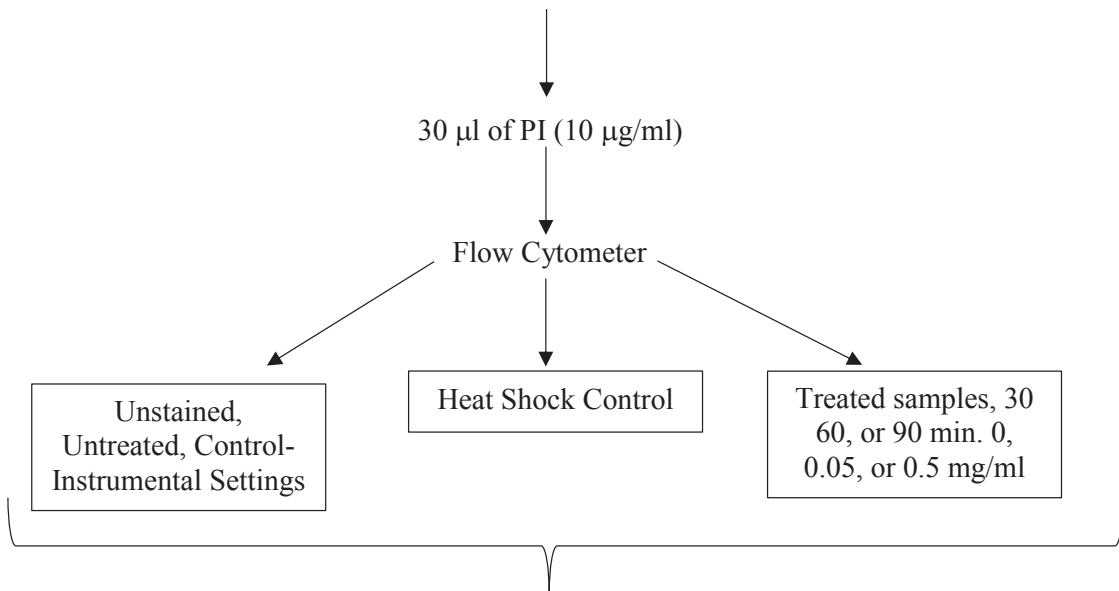 30 μl of PI (10 μg/ml)
Flow Cytometer
Unstained,
Untreated, Control-
Instrumental Settings
Heat Shock Control
Treated samples, 30
60, or 90 min. 0,
0.05, or 0.5 mg/ml